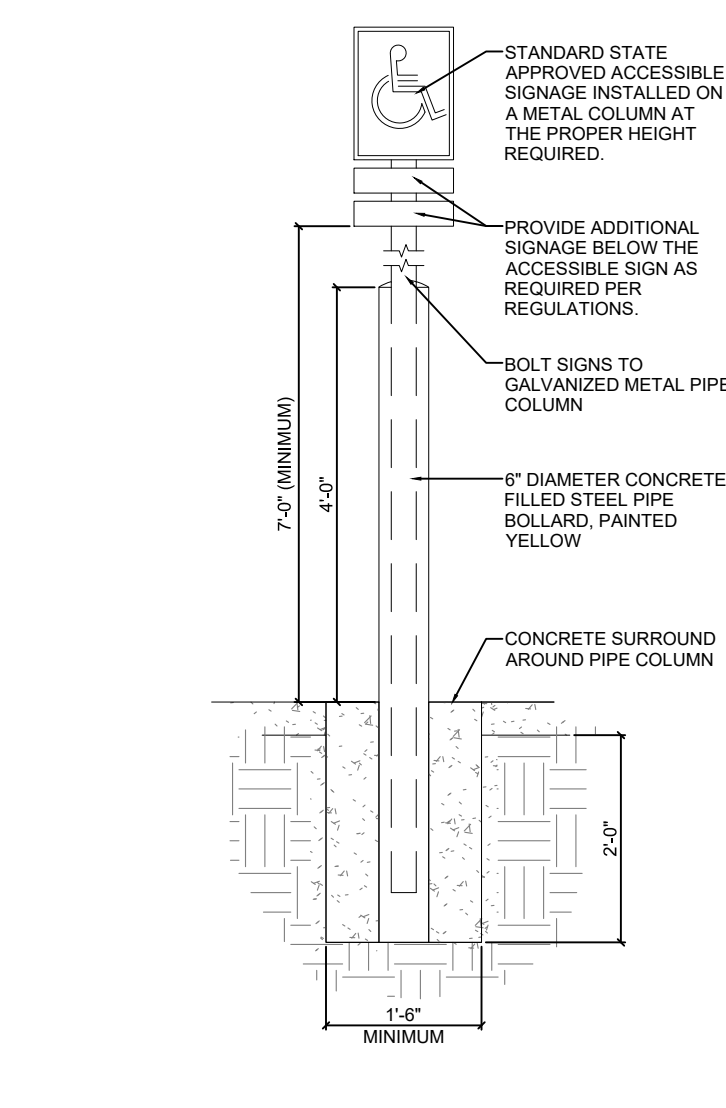 STANDARD STATE
APPROVED ACCESSIBLE
SIGNAGE INSTALLED ON
A METAL COLUMN AT
THE PROPER HEIGHT
REQUIRED.
PROVIDE ADDITIONAL
SIGNAGE BELOW THE
ACCESSIBLE SIGN AS
REQUIRED PER
REGULATIONS.
BOLT SIGNS TO
GALVANIZED METAL PIPE
COLUMN
7'-0" (MINIMUM)
4'-0"
6" DIAMETER CONCRETE
FILLED STEEL PIPE
BOLLARD, PAINTED
YELLOW
CONCRETE SURROUND
AROUND PIPE COLUMN
2'-0"
1'-6"
MINIMUM